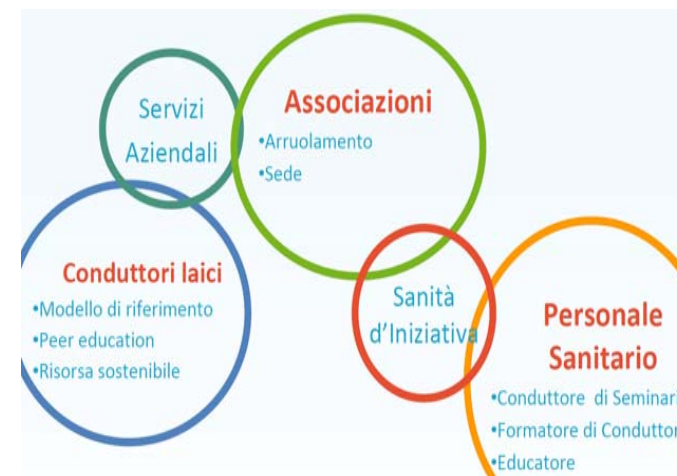 Servizi
Aziendali
Associazioni
•Arruolamento
•Sede
Conduttori laici
•Modello di riferimento
•Peer education
•Risorsa sostenibile
Sanità
d'Iniziativa
Personale
Sanitario
•Conduttore di Seminar
•Formatore di Condutto
•Educatore